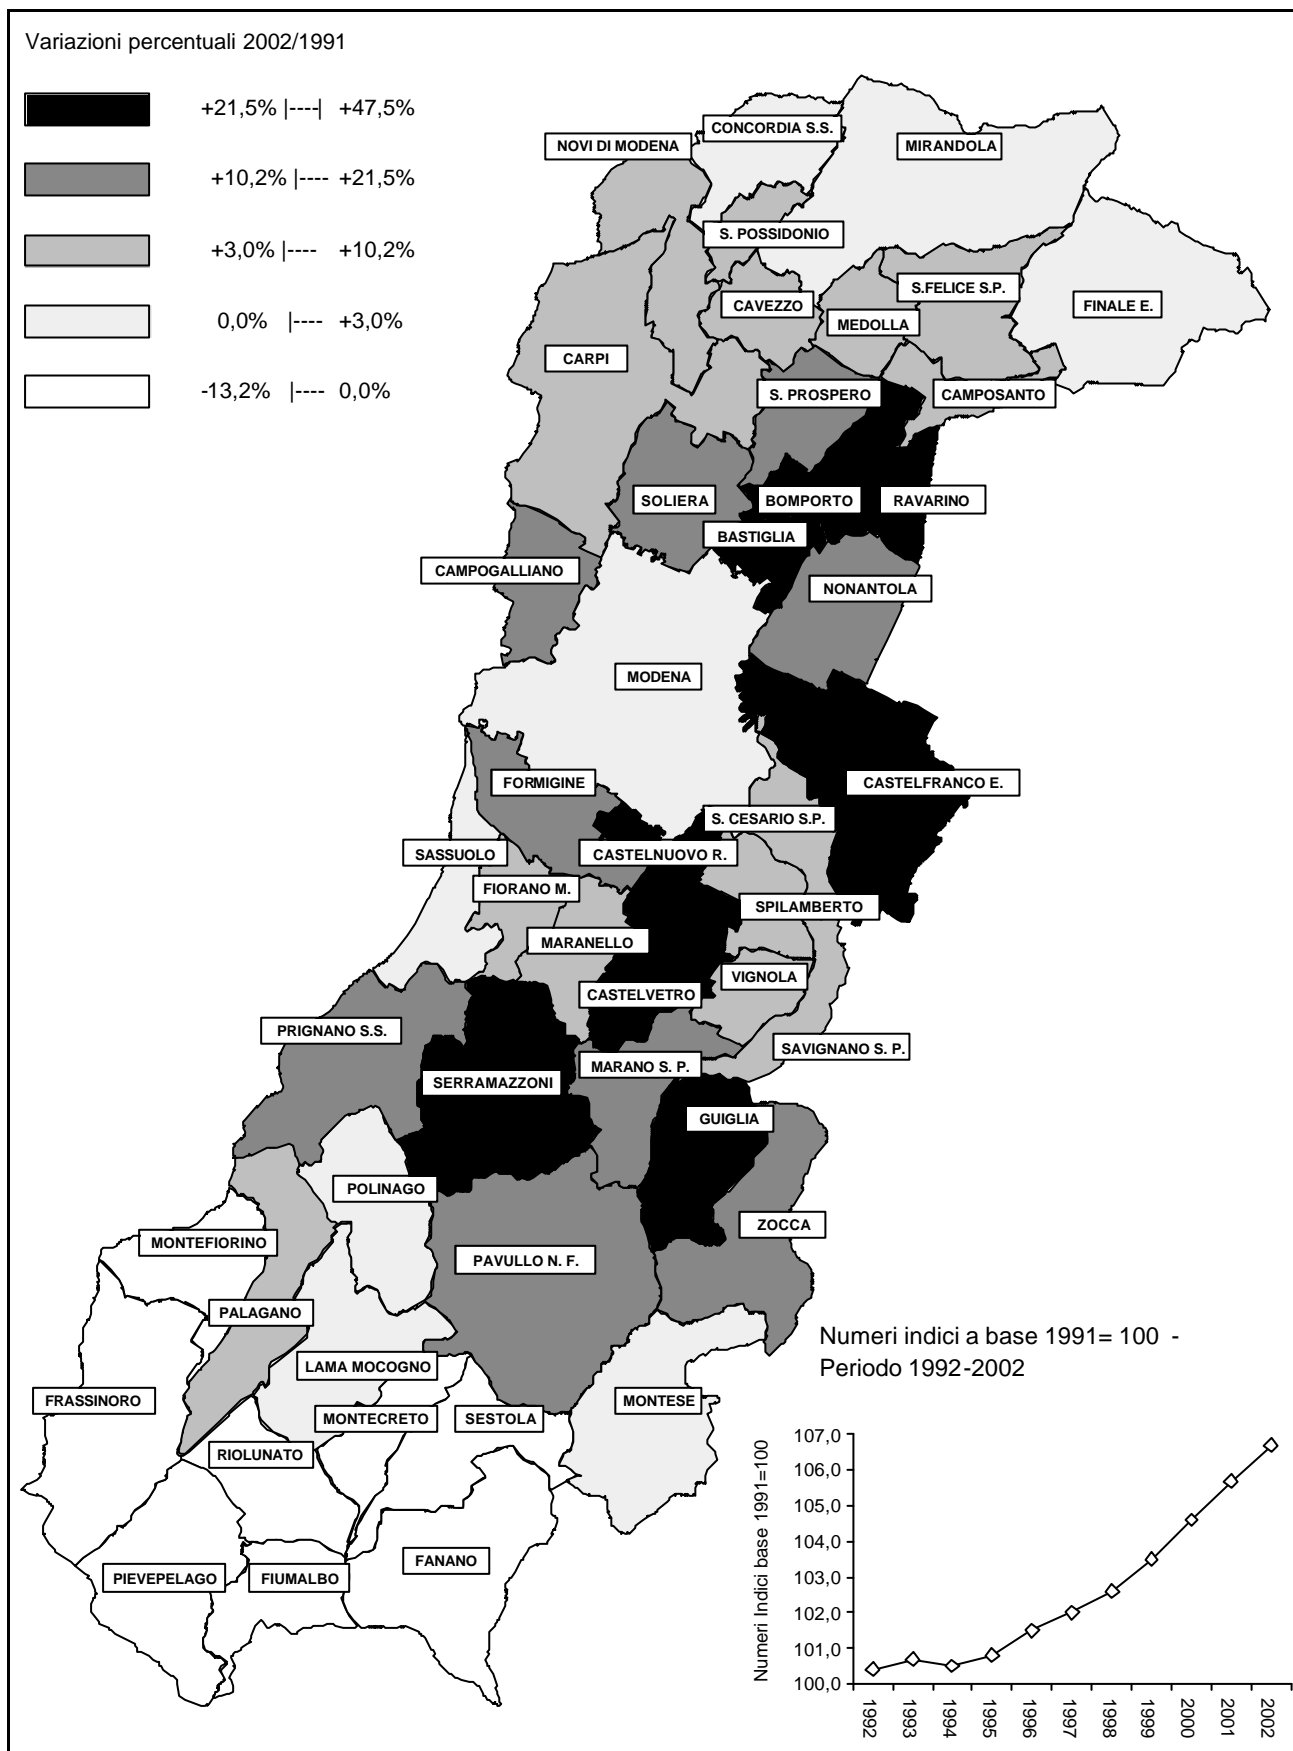 Variazioni percentuali 2002/1991
+21,5% |----| +47,5%
+10,2% |---- +21,5%
+3,0% |---- +10,2%
0,0% |---- +3,0%
-13,2% |---- 0,0%
CONCORDIA S.S.
NOVI DI MODENA
MIRANDOLA
S. POSSIDONIO
S.FELICE S.P.
CAVEZZO
FINALE E.
MEDOLLA
CARPI
S. PROSPERO
CAMPOSANTO
SOLIERA
BOMPORTO
RAVARINO
BASTIGLIA
CAMPOGALLIANO
NONANTOLA
MODENA
FORMIGINE
CASTELFRANCO E.
S. CESARIO S.P.
SASSUOLO
CASTELNUOVO R.
FIORANO M.
SPILAMBERTO
MARANELLO
VIGNOLA
CASTELVETRO
PRIGNANO S.S.
SAVIGNANO S. P.
MARANO S. P.
SERRAMAZZONI
GUIGLIA
POLINAGO
ZOCCA
MONTEFIORINO
PAVULLO N. F.
PALAGANO
LAMA MOCOGNO
FRASSINORO
MONTESE
MONTECRETO
SESTOLA
RIOLUNATO
FANANO
PIEVEPELAGO
FIUMALBO
Numeri indici a base 1991= 100 -
Periodo 1992-2002
Numeri Indici base 1991=100
107,0
106,0
105,0
104,0
103,0
102,0
101,0
100,0
1992
1993
1994
1995
1996
1997
1998
1999
2000
2001
2002